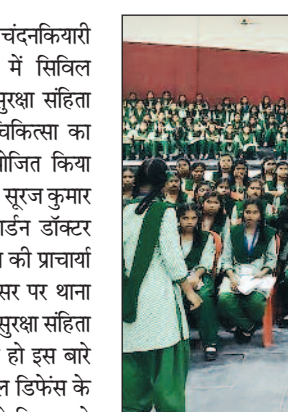 चंदनकियारी
में सिविल
सुरक्षा संहिता
चिकित्सा का
योजित किया
सूरज कुमार
ार्डन डॉक्टर
की प्राचार्या
सर पर थाना
सुरक्षा संहिता
हो इस बारे
ल डिफेंस के